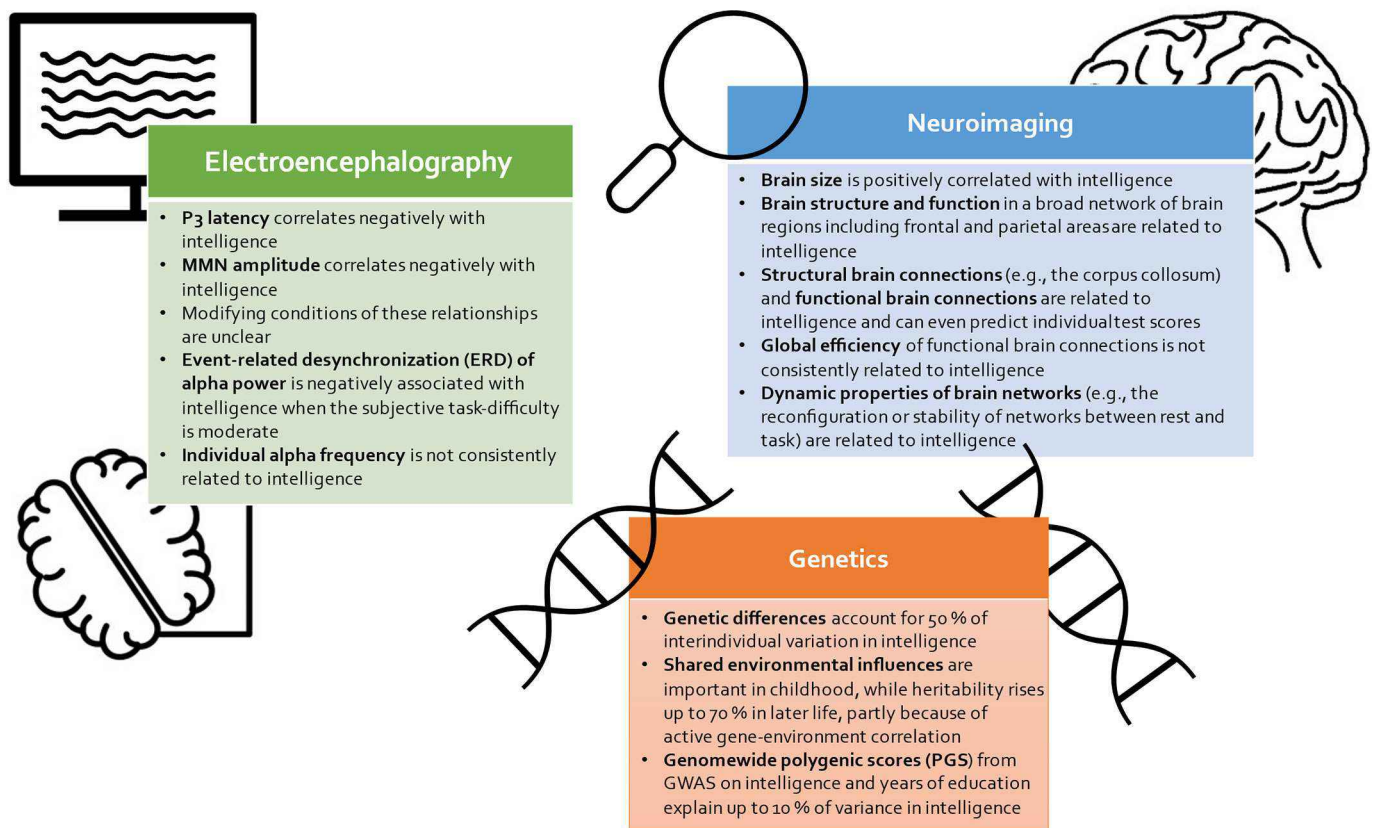 Electroencephalography
• P3 latency correlates negatively with
intelligence
• MMN amplitude correlates negatively with
intelligence
• Modifying conditions of these relationships
are unclear
• Event-related desynchronization (ERD) of
alpha power is negatively associated with
intelligence when the subjective task-difficulty
is moderate
• Individual alpha frequency is not consistently
related to intelligence
Neuroimaging
• Brain size is positively correlated with intelligence
• Brain structure and function in a broad network of brain
regions including frontal and parietal areas are related to
intelligence
• Structural brain connections (e.g., the corpus collosum)
and functional brain connections are related to
intelligence and can even predict individual test scores
• Global efficiency of functional brain connections is not
consistently related to intelligence
• Dynamic properties of brain networks (e.g., the
reconfiguration or stability of networks between rest and
task) are related to intelligence
Genetics
• Genetic differences account for 50 % of
interindividual variation in intelligence
• Shared environmental influences are
important in childhood, while heritability rises
up to 70 % in later life, partly because of
active gene-environment correlation
• Genomewide polygenic scores (PGS) from
GWAS on intelligence and years of education
explain up to 10 % of variance in intelligence